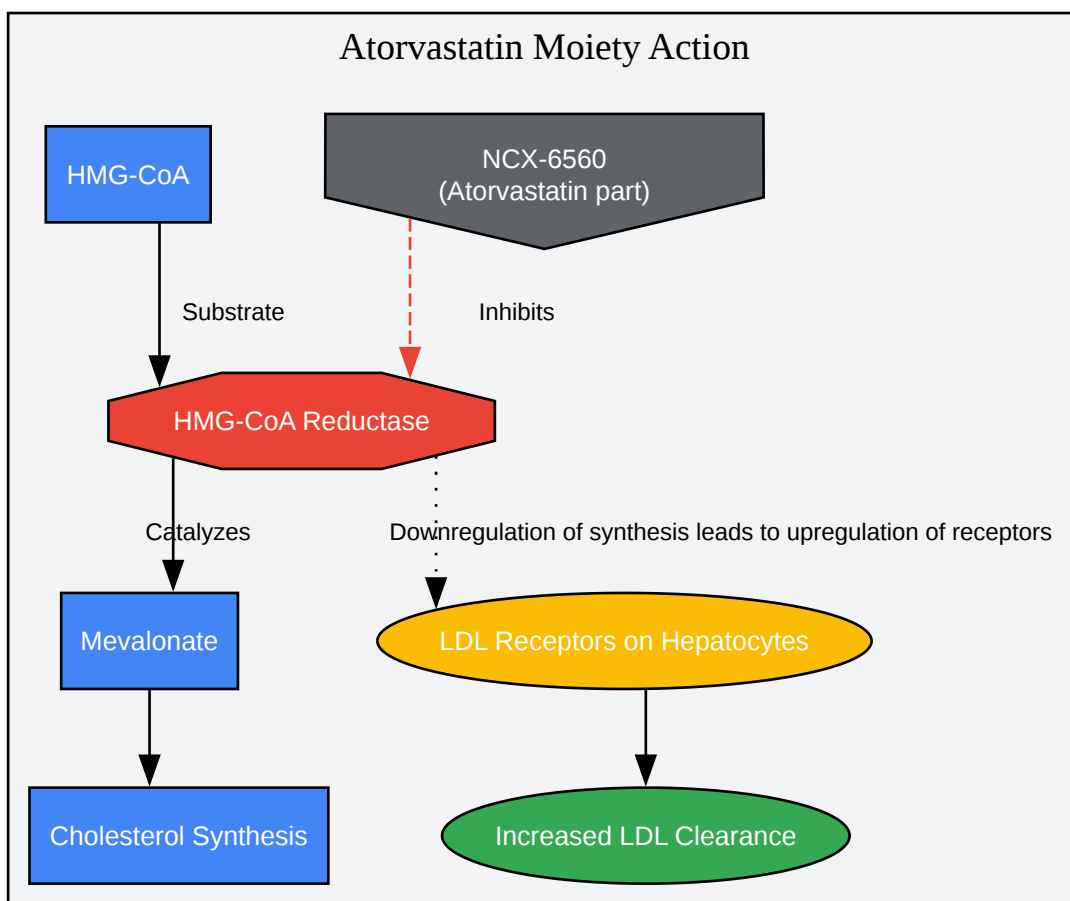 Atorvastatin Moiety Action
HMG-CoA
NCX-6560
(Atorvastatin part)
Substrate
Inhibits
HMG-CoA Reductase
Catalyzes
Downregulation of synthesis leads to upregulation of receptors
Mevalonate
LDL Receptors on Hepatocytes
Cholesterol Synthesis
Increased LDL Clearance